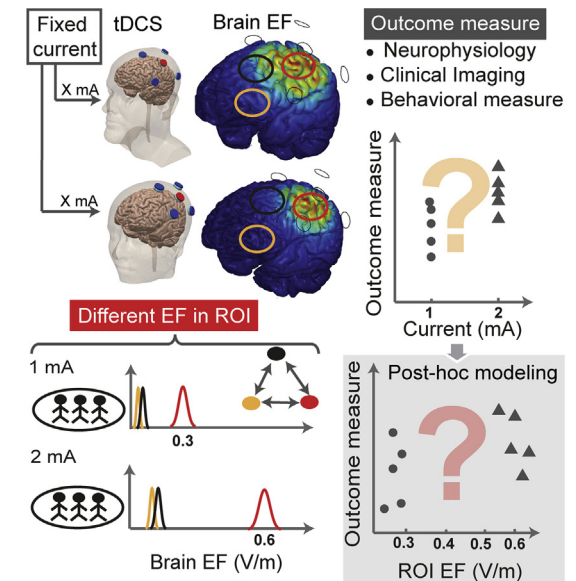 Fixed
current
tDCS
Brain EF
X mA
X mA
Outcome measure
• Neurophysiology
• Clinical Imaging
• Behavioral measure
Outcome measure
?
1
2
Current (mA)
Different EF in ROI
1 mA
0.3
2 mA
0.6
Brain EF (V/m)
Post-hoc modeling
Outcome measure
?
0.3 0.4 0.5 0.6
ROI EF (V/m)